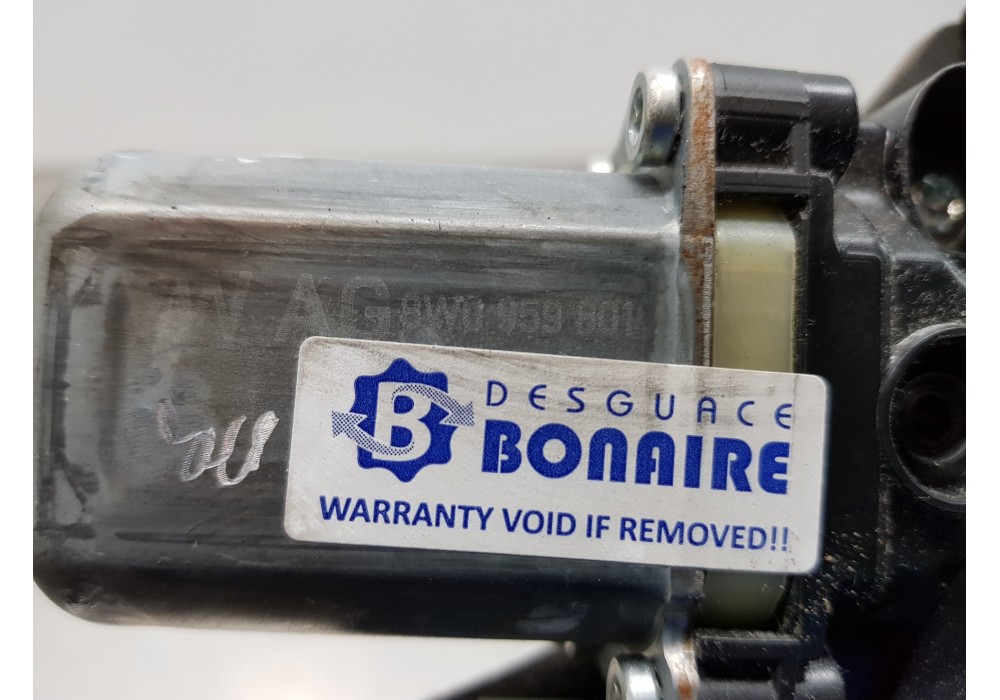 VW AG 8W0 959 801
B DESGUACE
BONAIRE
WARRANTY VOID IF REMOVED!!